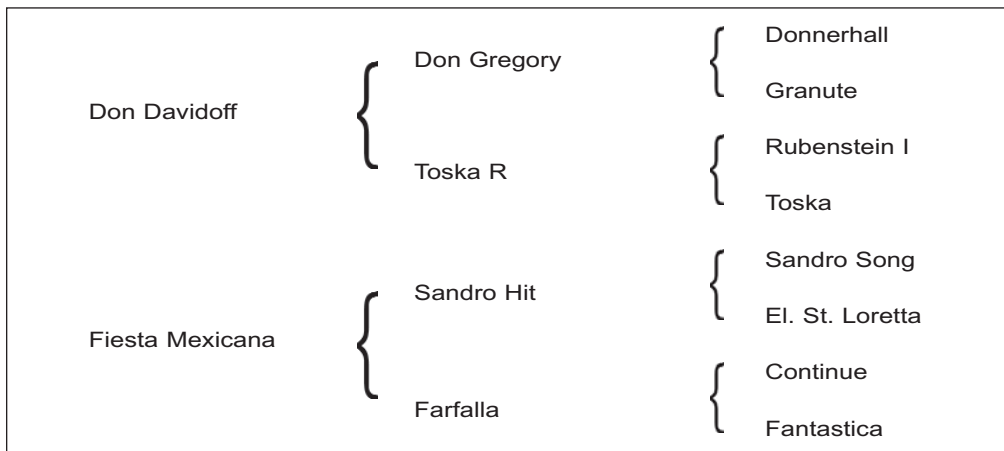 Donnerhall
Don Gregory
Granute
Don Davidoff
Rubenstein I
Toska R
Toska
Sandro Song
Sandro Hit
El. St. Loretta
Fiesta Mexicana
Continue
Farfalla
Fantastica